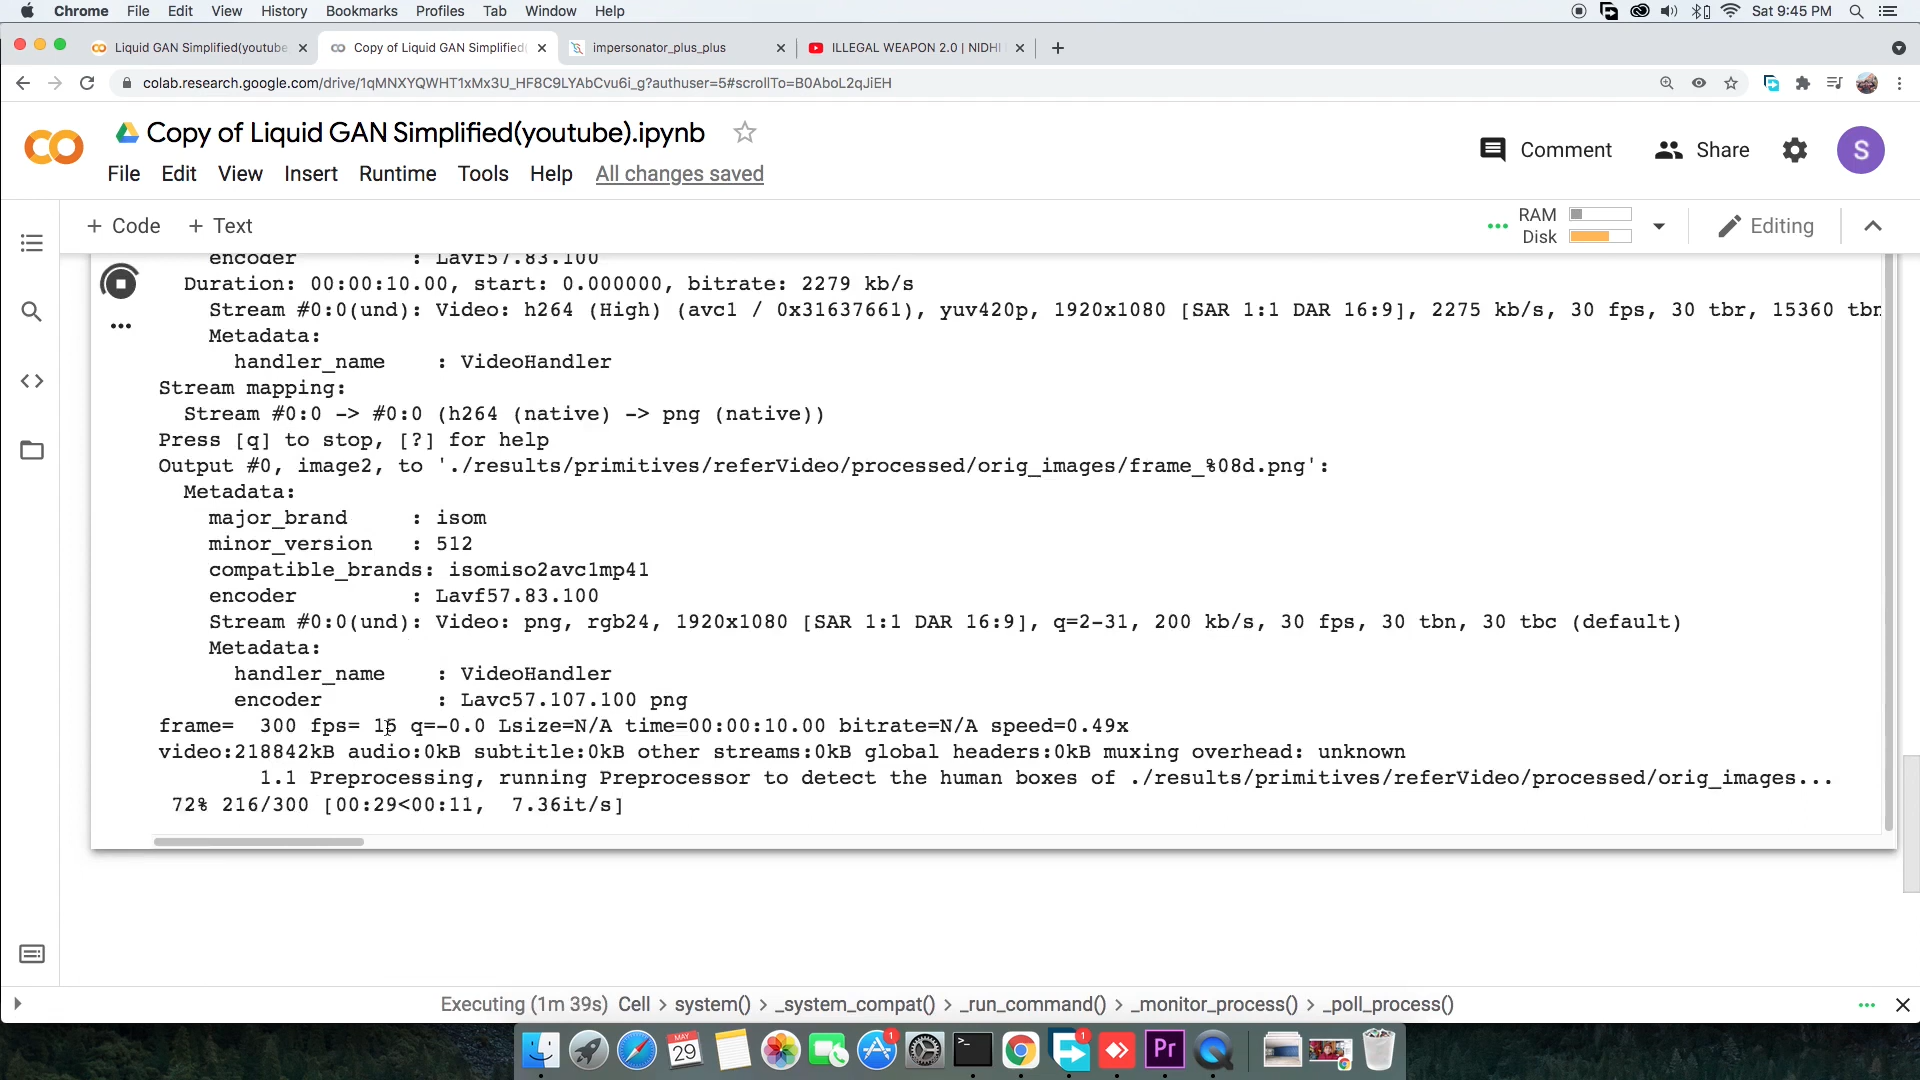 Chrome File Edit View History Bookmarks Profiles Tab Window Help Sat 9:45 PM
Liquid GAN Simplified(youtube Copy of Liquid GAN Simplified( impersonator_plus_plus ILLEGAL WEAPON 2.0 | NIDHI
colab.research.google.com/drive/1qMNXYQWHT1xMx3U_HF8C9LYAbCvu6i_g?authuser=5#scrollTo=B0AboL2qJiEH
Copy of Liquid GAN Simplified(youtube).ipynb
Comment Share S
File Edit View Insert Runtime Tools Help All changes saved
+ Code + Text RAM Disk Editing
encoder : Lavf57.83.100
Duration: 00:00:10.00, start: 0.000000, bitrate: 2279 kb/s
Stream #0:0(und): Video: h264 (High) (avc1 / 0x31637661), yuv420p, 1920x1080 [SAR 1:1 DAR 16:9], 2275 kb/s, 30 fps, 30 tbr, 15360 tbn
Metadata:
handler_name : VideoHandler
Stream mapping:
Stream #0:0 -> #0:0 (h264 (native) -> png (native))
Press [q] to stop, [?] for help
Output #0, image2, to './results/primitives/referVideo/processed/orig_images/frame_%08d.png':
Metadata:
major_brand : isom
minor_version : 512
compatible_brands: isomiso2avc1mp41
encoder : Lavf57.83.100
Stream #0:0(und): Video: png, rgb24, 1920x1080 [SAR 1:1 DAR 16:9], q=2-31, 200 kb/s, 30 fps, 30 tbn, 30 tbc (default)
Metadata:
handler_name : VideoHandler
encoder : Lavc57.107.100 png
frame= 300 fps= 15 q=-0.0 Lsize=N/A time=00:00:10.00 bitrate=N/A speed=0.49x
video:218842kB audio:0kB subtitle:0kB other streams:0kB global headers:0kB muxing overhead: unknown
1.1 Preprocessing, running Preprocessor to detect the human boxes of ./results/primitives/referVideo/processed/orig_images...
72% 216/300 [00:29<00:11, 7.36it/s]
Executing (1m 39s) Cell > system() > _system_compat() > _run_command() > _monitor_process() > _poll_process()
MAY 29 1 1 Pr